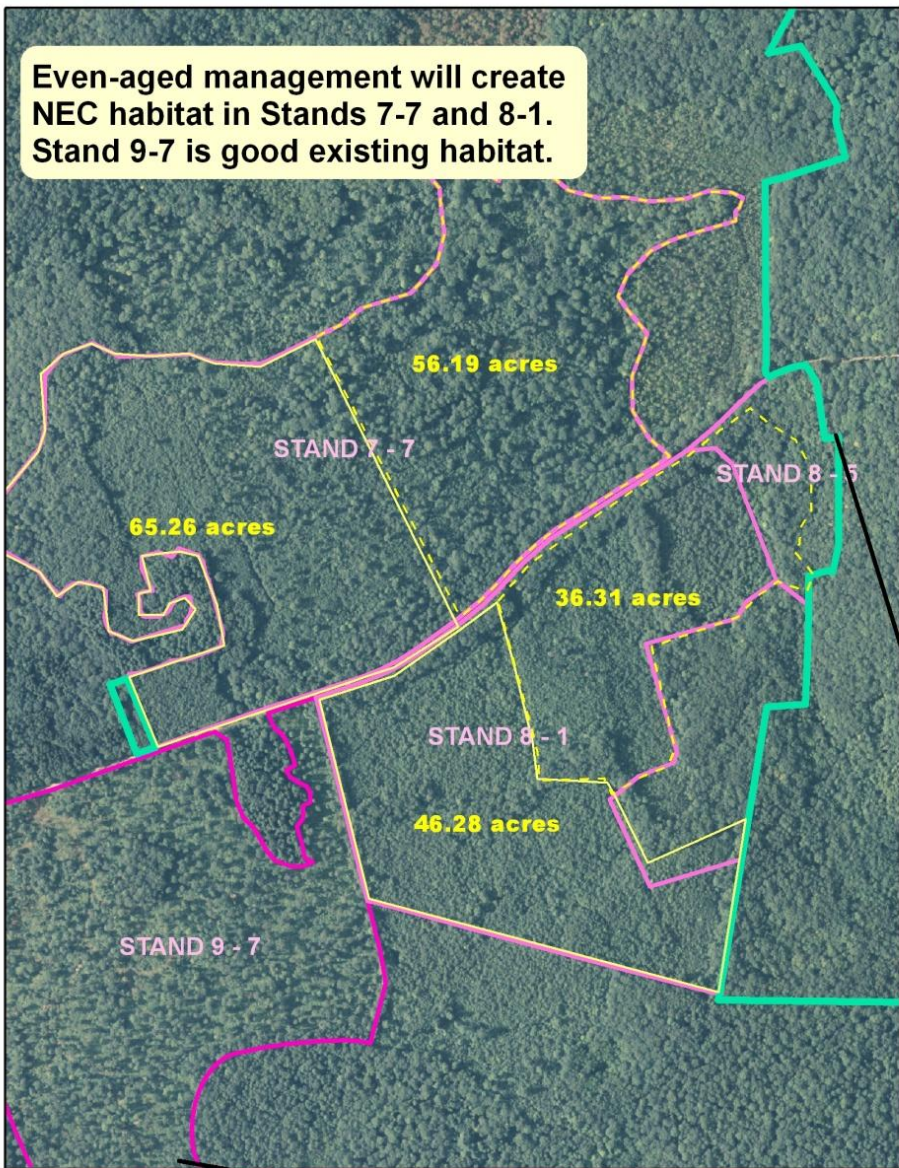 Even-aged management will create
NEC habitat in Stands 7-7 and 8-1.
Stand 9-7 is good existing habitat.
56.19 acres
STAND 7 - 7
STAND 8 - 5
65.26 acres
36.31 acres
STAND 8 - 1
46.28 acres
STAND 9 - 7